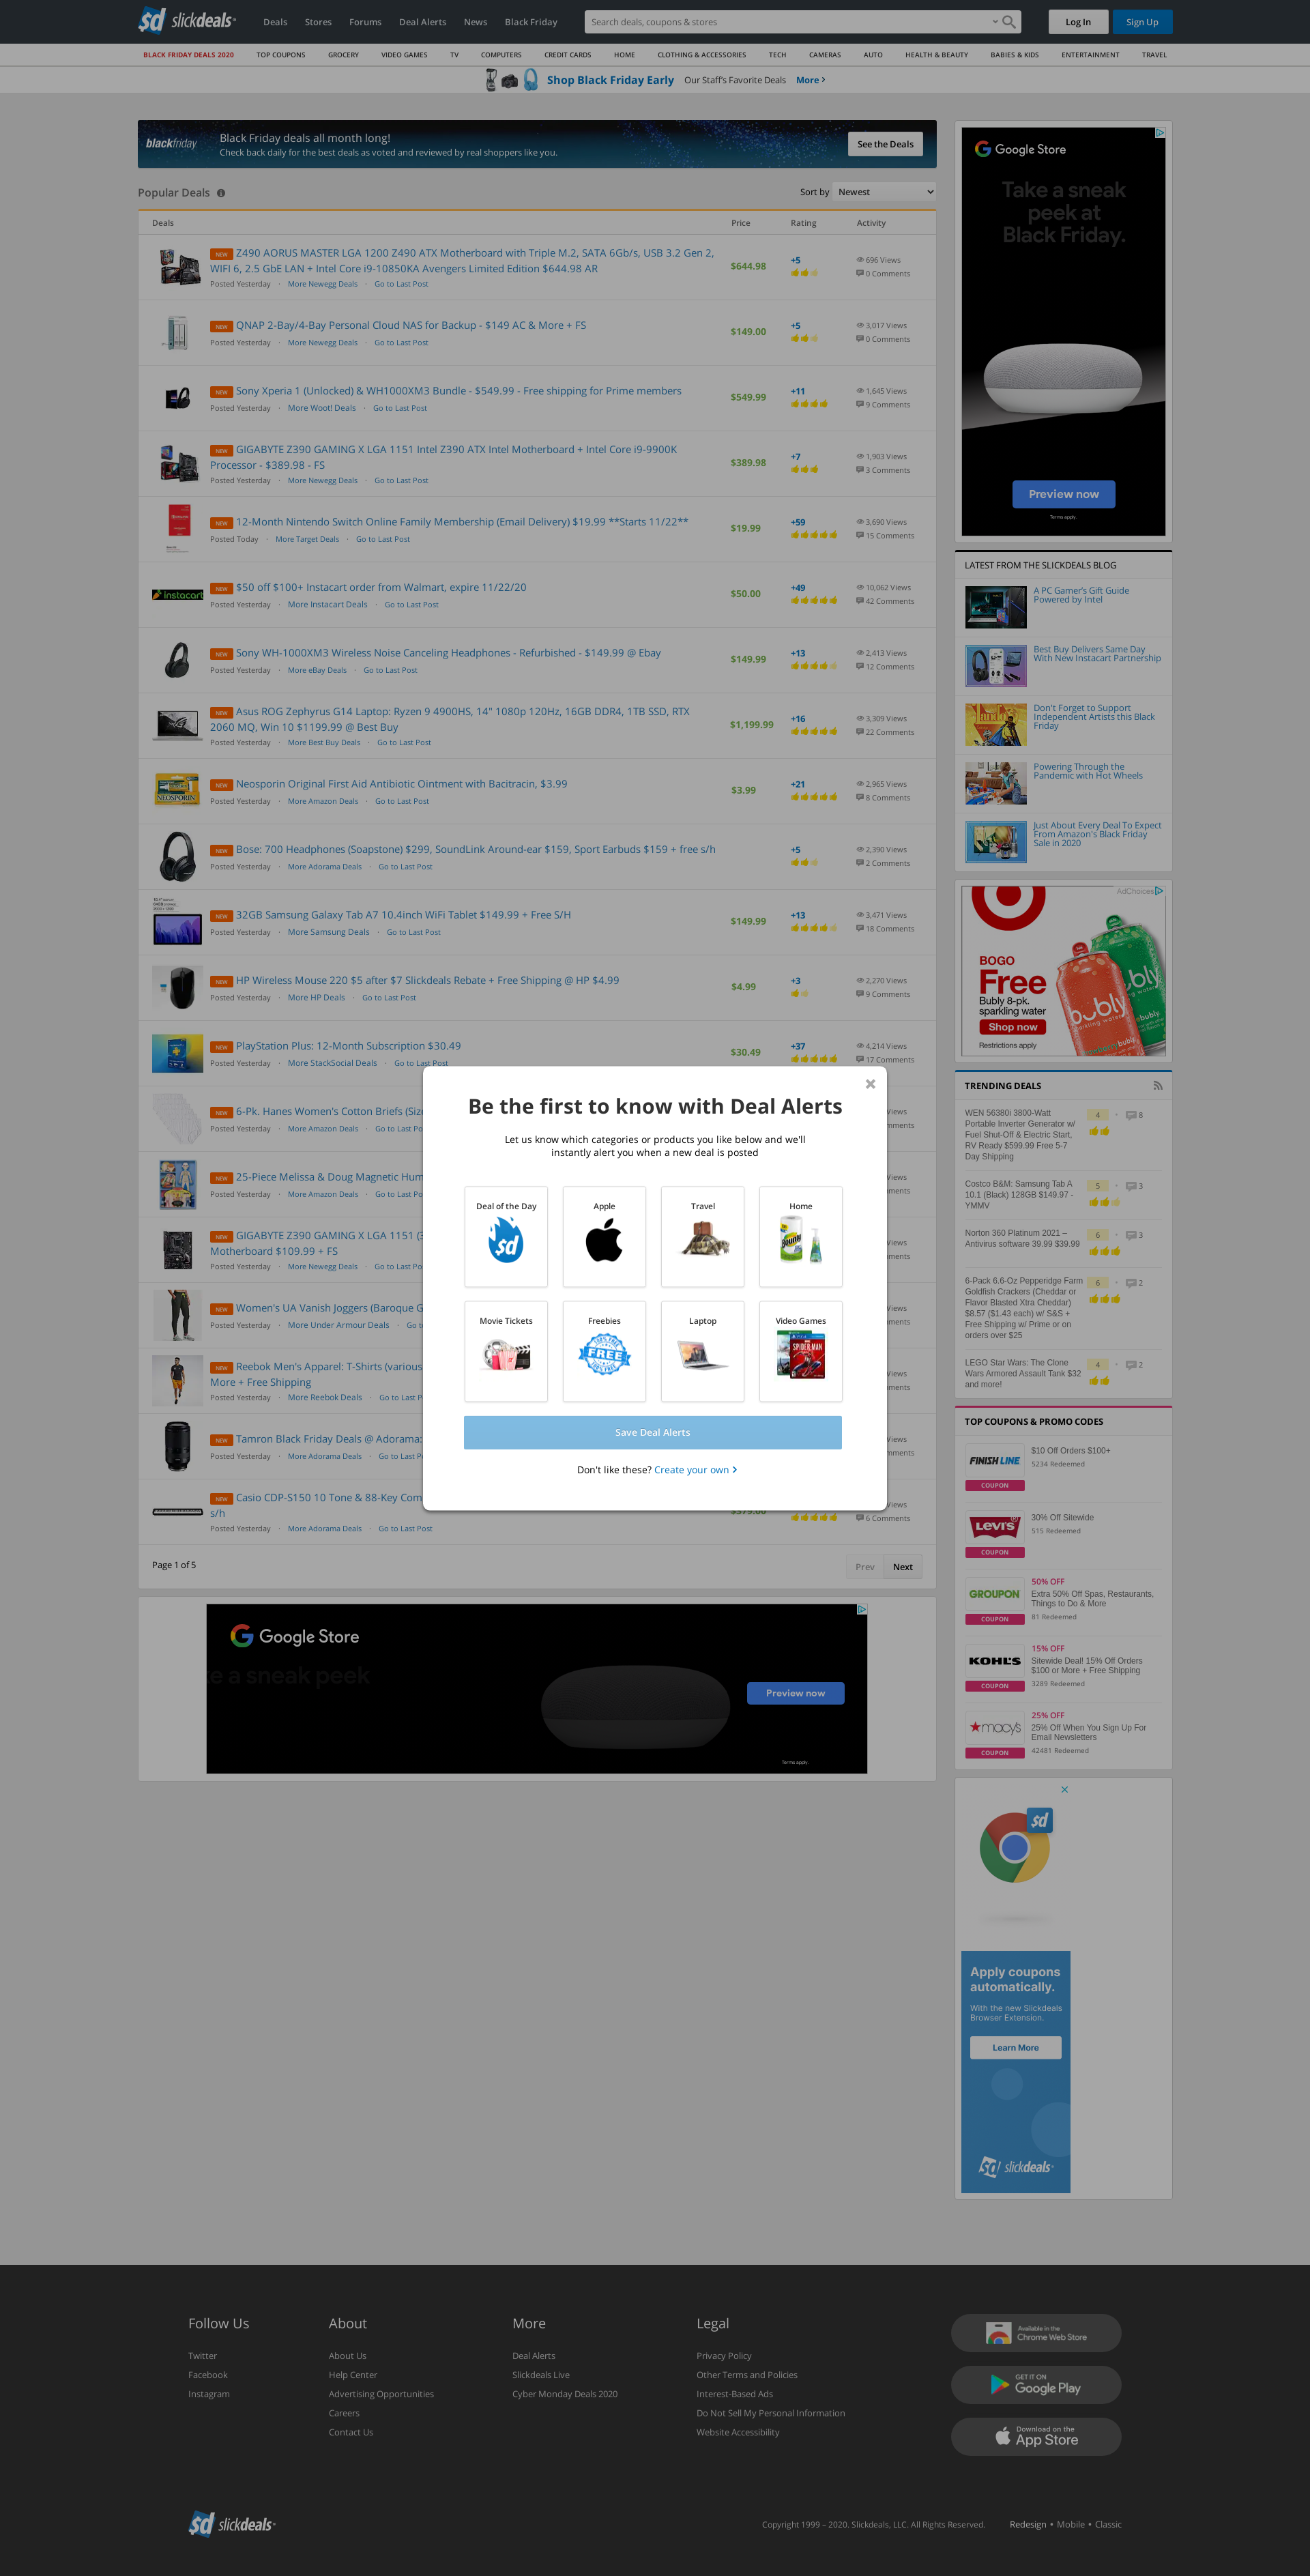 slickdeals
Deals
Stores
Forums
Deal Alerts
News
Black Friday
Search deals, coupons & stores
Log In
Sign Up
BLACK FRIDAY DEALS 2020
TOP COUPONS
GROCERY
VIDEO GAMES
TV
COMPUTERS
CREDIT CARDS
HOME
CLOTHING & ACCESSORIES
TECH
CAMERAS
AUTO
HEALTH & BEAUTY
BABIES & KIDS
ENTERTAINMENT
TRAVEL
Shop Black Friday Early
Our Staff's Favorite Deals
More
blackfriday
Black Friday deals all month long!
Check back daily for the best deals as voted and reviewed by real shoppers like you.
See the Deals
Popular Deals
Sort by Newest
Deals Price Rating Activity
NEW Z490 AORUS MASTER LGA 1200 Z490 ATX Motherboard with Triple M.2, SATA 6Gb/s, USB 3.2 Gen 2,
WIFI 6, 2.5 GbE LAN + Intel Core i9-10850KA Avengers Limited Edition $644.98 AR
Posted Yesterday · More Newegg Deals · Go to Last Post
$644.98
+5
696 Views
0 Comments
NEW QNAP 2-Bay/4-Bay Personal Cloud NAS for Backup - $149 AC & More + FS
Posted Yesterday · More Newegg Deals · Go to Last Post
$149.00
+5
3,017 Views
0 Comments
NEW Sony Xperia 1 (Unlocked) & WH1000XM3 Bundle - $549.99 - Free shipping for Prime members
Posted Yesterday · More Woot! Deals · Go to Last Post
$549.99
+11
1,645 Views
9 Comments
NEW GIGABYTE Z390 GAMING X LGA 1151 Intel Z390 ATX Intel Motherboard + Intel Core i9-9900K
Processor - $389.98 - FS
Posted Yesterday · More Newegg Deals · Go to Last Post
$389.98
+7
1,903 Views
3 Comments
NEW 12-Month Nintendo Switch Online Family Membership (Email Delivery) $19.99 **Starts 11/22**
Posted Today · More Target Deals · Go to Last Post
$19.99
+59
3,690 Views
15 Comments
instacart
NEW $50 off $100+ Instacart order from Walmart, expire 11/22/20
Posted Yesterday · More Instacart Deals · Go to Last Post
$50.00
+49
10,062 Views
42 Comments
NEW Sony WH-1000XM3 Wireless Noise Canceling Headphones - Refurbished - $149.99 @ Ebay
Posted Yesterday · More eBay Deals · Go to Last Post
$149.99
+13
2,413 Views
12 Comments
NEW Asus ROG Zephyrus G14 Laptop: Ryzen 9 4900HS, 14" 1080p 120Hz, 16GB DDR4, 1TB SSD, RTX
2060 MQ, Win 10 $1199.99 @ Best Buy
Posted Yesterday · More Best Buy Deals · Go to Last Post
$1,199.99
+16
3,309 Views
22 Comments
NEOSPORIN
NEW Neosporin Original First Aid Antibiotic Ointment with Bacitracin, $3.99
Posted Yesterday · More Amazon Deals · Go to Last Post
$3.99
+21
2,965 Views
8 Comments
NEW Bose: 700 Headphones (Soapstone) $299, SoundLink Around-ear $159, Sport Earbuds $159 + free s/h
Posted Yesterday · More Adorama Deals · Go to Last Post
+5
2,390 Views
2 Comments
NEW 32GB Samsung Galaxy Tab A7 10.4inch WiFi Tablet $149.99 + Free S/H
Posted Yesterday · More Samsung Deals · Go to Last Post
$149.99
+13
3,471 Views
18 Comments
NEW HP Wireless Mouse 220 $5 after $7 Slickdeals Rebate + Free Shipping @ HP $4.99
Posted Yesterday · More HP Deals · Go to Last Post
$4.99
+3
2,270 Views
9 Comments
NEW PlayStation Plus: 12-Month Subscription $30.49
Posted Yesterday · More StackSocial Deals · Go to Last Post
$30.49
+37
4,214 Views
17 Comments
NEW 6-Pk. Hanes Women's Cotton Briefs (Siz
Posted Yesterday · More Amazon Deals · Go to Last Po
NEW 25-Piece Melissa & Doug Magnetic Hum
Posted Yesterday · More Amazon Deals · Go to Last Po
NEW GIGABYTE Z390 GAMING X LGA 1151 (3
Motherboard $109.99 + FS
Posted Yesterday · More Newegg Deals · Go to Last Po
NEW Women's UA Vanish Joggers (Baroque G
Posted Yesterday · More Under Armour Deals · Go t
NEW Reebok Men's Apparel: T-Shirts (various
More + Free Shipping
Posted Yesterday · More Reebok Deals · Go to Last P
NEW Tamron Black Friday Deals @ Adorama:
Posted Yesterday · More Adorama Deals · Go to Last P
NEW Casio CDP-S150 10 Tone & 88-Key Com
s/h
Posted Yesterday · More Adorama Deals · Go to Last Post
$379.00
Views
6 Comments
Be the first to know with Deal Alerts
Let us know which categories or products you like below and we'll
instantly alert you when a new deal is posted
Deal of the Day
Apple
Travel
Home
Bounty
Movie Tickets
Freebies
FREE
Laptop
Video Games
SPIDER-MAN
Save Deal Alerts
Don't like these? Create your own
Page 1 of 5
Prev
Next
Google Store
e a sneak peek
Preview now
Terms apply.
Google Store
Take a sneak
peek at
Black Friday.
Preview now
Terms apply
LATEST FROM THE SLICKDEALS BLOG
A PC Gamer's Gift Guide
Powered by Intel
Best Buy Delivers Same Day
With New Instacart Partnership
Don't Forget to Support
Independent Artists this Black
Friday
Powering Through the
Pandemic with Hot Wheels
Just About Every Deal To Expect
From Amazon's Black Friday
Sale in 2020
AdChoices
BOGO
Free
Bubly 8-pk.
sparkling water
Shop now
Restrictions apply
bubly
bubly
TRENDING DEALS
WEN 56380i 3800-Watt
Portable Inverter Generator w/
Fuel Shut-Off & Electric Start,
RV Ready $599.99 Free 5-7
Day Shipping
4
8
Costco B&M: Samsung Tab A
10.1 (Black) 128GB $149.97 -
YMMV
5
3
Norton 360 Platinum 2021 –
Antivirus software 39.99 $39.99
6
3
6-Pack 6.6-Oz Pepperidge Farm
Goldfish Crackers (Cheddar or
Flavor Blasted Xtra Cheddar)
$8.57 ($1.43 each) w/ S&S +
Free Shipping w/ Prime or on
orders over $25
6
2
LEGO Star Wars: The Clone
Wars Armored Assault Tank $32
and more!
4
2
TOP COUPONS & PROMO CODES
FINISH LINE
COUPON
$10 Off Orders $100+
5234 Redeemed
LEVI'S
COUPON
30% Off Sitewide
515 Redeemed
GROUPON
COUPON
50% OFF
Extra 50% Off Spas, Restaurants,
Things to Do & More
81 Redeemed
KOHL'S
COUPON
15% OFF
Sitewide Deal! 15% Off Orders
$100 or More + Free Shipping
3289 Redeemed
macy's
COUPON
25% OFF
25% Off When You Sign Up For
Email Newsletters
42481 Redeemed
Apply coupons
automatically.
With the new Slickdeals
Browser Extension.
Learn More
slickdeals
Follow Us
Twitter
Facebook
Instagram
About
About Us
Help Center
Advertising Opportunities
Careers
Contact Us
More
Deal Alerts
Slickdeals Live
Cyber Monday Deals 2020
Legal
Privacy Policy
Other Terms and Policies
Interest-Based Ads
Do Not Sell My Personal Information
Website Accessibility
Available in the
Chrome Web Store
GET IT ON
Google Play
Download on the
App Store
slickdeals
Copyright 1999 – 2020. Slickdeals, LLC. All Rights Reserved.
Redesign • Mobile • Classic